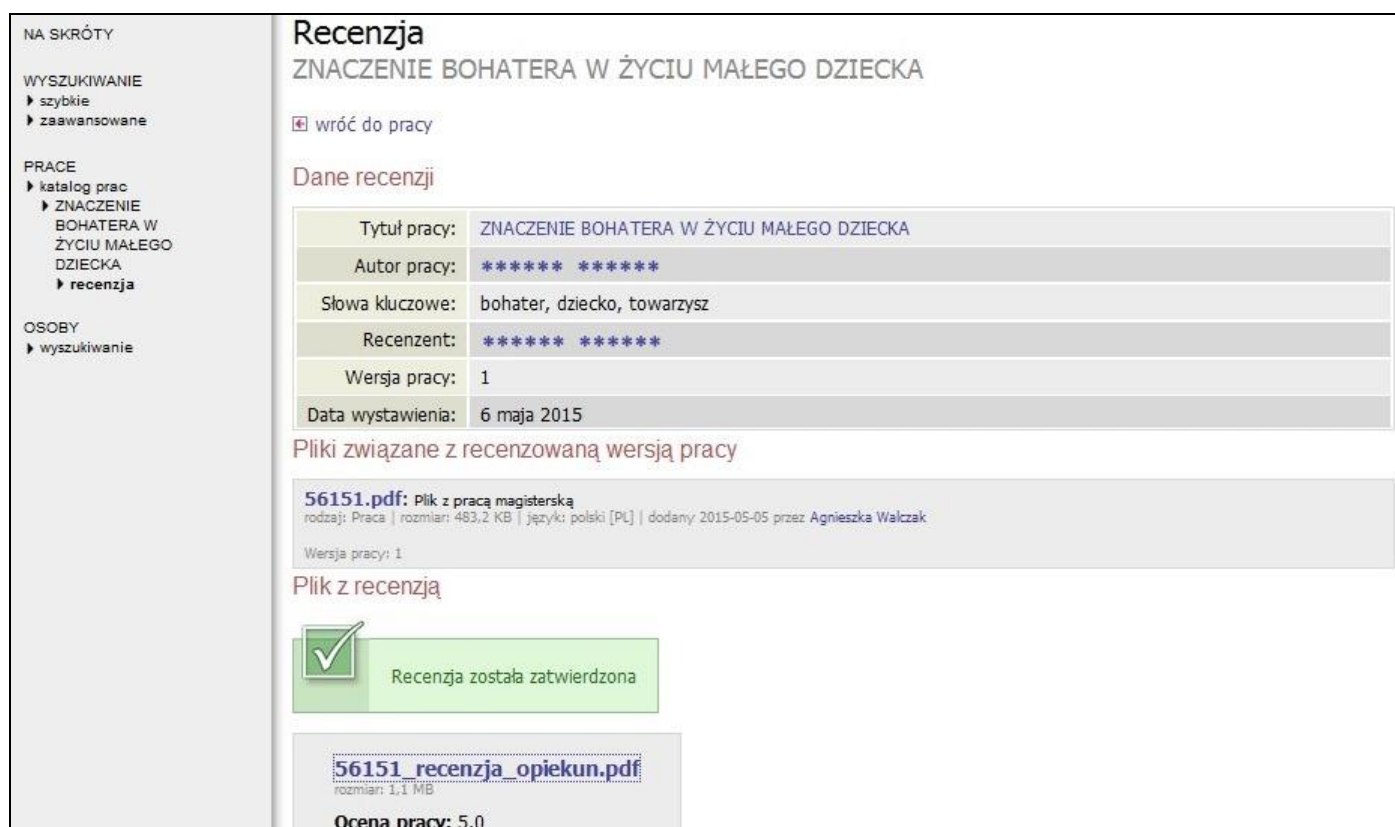 NA SKRÓTY
WYSZUKIWANIE
szybkie
zaawansowane
PRACE
katalog prac
ZNACZENIE
BOHATERA W
ŻYCIU MAŁEGO
DZIECKA
recenzja
OSOBY
wyszukiwanie
Recenzja
ZNACZENIE BOHATERA W ŻYCIU MAŁEGO DZIECKA
wróć do pracy
Dane recenzji
Tytuł pracy: ZNACZENIE BOHATERA W ŻYCIU MAŁEGO DZIECKA
Autor pracy: ****** ******
Słowa kluczowe: bohater, dziecko, towarzysz
Recenzent: ****** ******
Wersja pracy: 1
Data wystawienia: 6 maja 2015
Pliki związane z recenzowaną wersją pracy
56151.pdf: Plik z pracą magisterską
rodzaj: Praca | rozmiar: 483,2 KB | język: polski [PL] | dodany 2015-05-05 przez Agnieszka Walczak
Wersja pracy: 1
Plik z recenzją
Recenzja została zatwierdzona
56151_recenzja_opiekun.pdf
rozmiar: 1,1 MB
Ocena pracy: 5,0